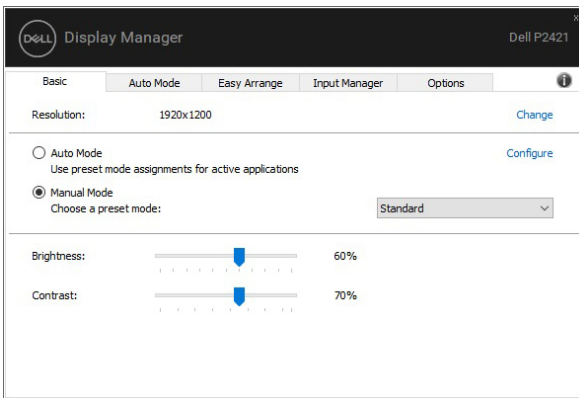 DELL Display Manager
Dell P2421
Basic Auto Mode Easy Arrange Input Manager Options
Resolution: 1920x1200 Change
Auto Mode Configure
Use preset mode assignments for active applications
Manual Mode
Choose a preset mode: Standard
Brightness: 60%
Contrast: 70%